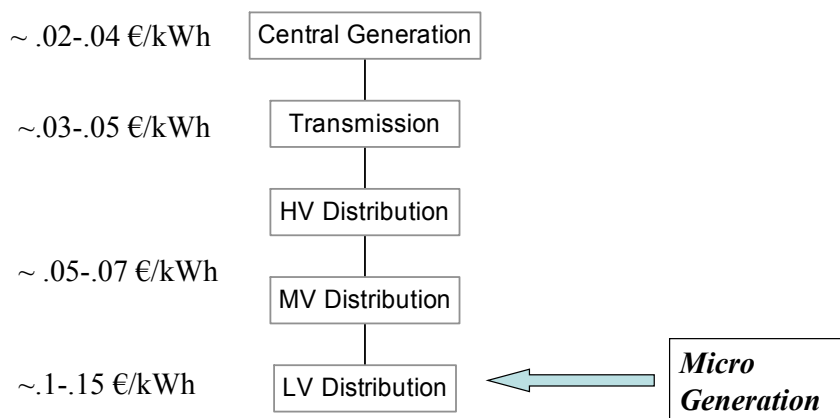 ~ .02-.04 €/kWh
Central Generation
~.03-.05 €/kWh
Transmission
HV Distribution
~ .05-.07 €/kWh
MV Distribution
~.1-.15 €/kWh
LV Distribution
Micro
Generation